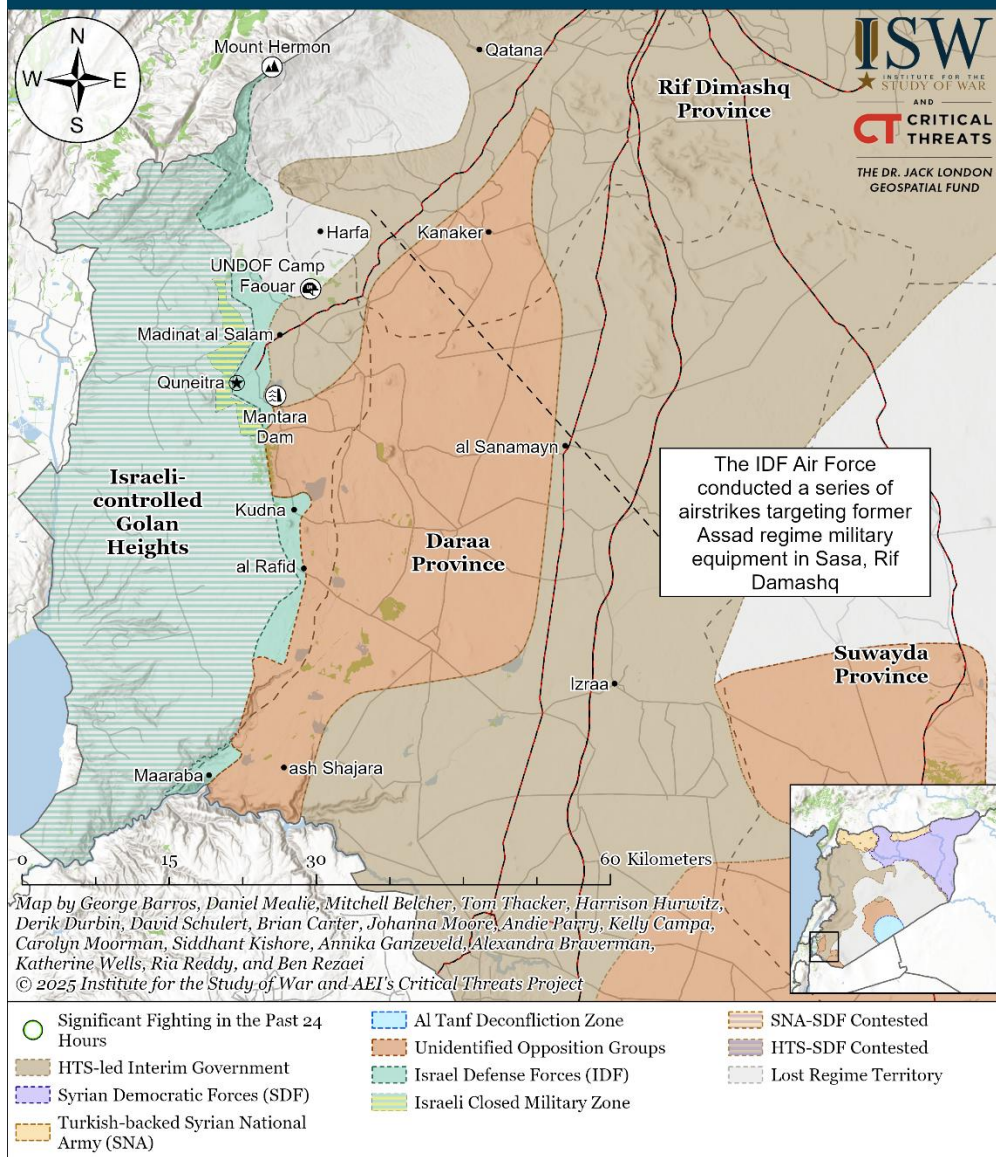 N
W
E
S
Mount Hermon
Qatana
Rif Dimashq
Province
ISW
INSTITUTE FOR THE
STUDY OF WAR
AND
CT CRITICAL
THREATS
THE DR. JACK LONDON
GEOSPATIAL FUND
Harfa
Kanaker
UNDOF Camp
Faouar
Madinat al Salam
Quneitra
Mantara
Dam
al Sanamayn
Israeli-
controlled
Golan
Heights
Kudna
al Rafid
Daraa
Province
The IDF Air Force
conducted a series of
airstrikes targeting former
Assad regime military
equipment in Sasa, Rif
Damashq
Izraa
Suwayda
Province
Maaraba
ash Shajara
0
15
30
60 Kilometers
Map by George Barros, Daniel Mealie, Mitchell Belcher, Tom Thacker, Harrison Hurwitz,
Derik Durbin, David Schulert, Brian Carter, Johanna Moore, Andie Parry, Kelly Campa,
Carolyn Moorman, Siddhant Kishore, Annika Ganzeveld, Alexandra Braverman,
Katherine Wells, Ria Reddy, and Ben Rezaei
© 2025 Institute for the Study of War and AEI's Critical Threats Project
Significant Fighting in the Past 24
Hours
HTS-led Interim Government
Syrian Democratic Forces (SDF)
Turkish-backed Syrian National
Army (SNA)
Al Tanf Deconfliction Zone
Unidentified Opposition Groups
Israel Defense Forces (IDF)
Israeli Closed Military Zone
SNA-SDF Contested
HTS-SDF Contested
Lost Regime Territory